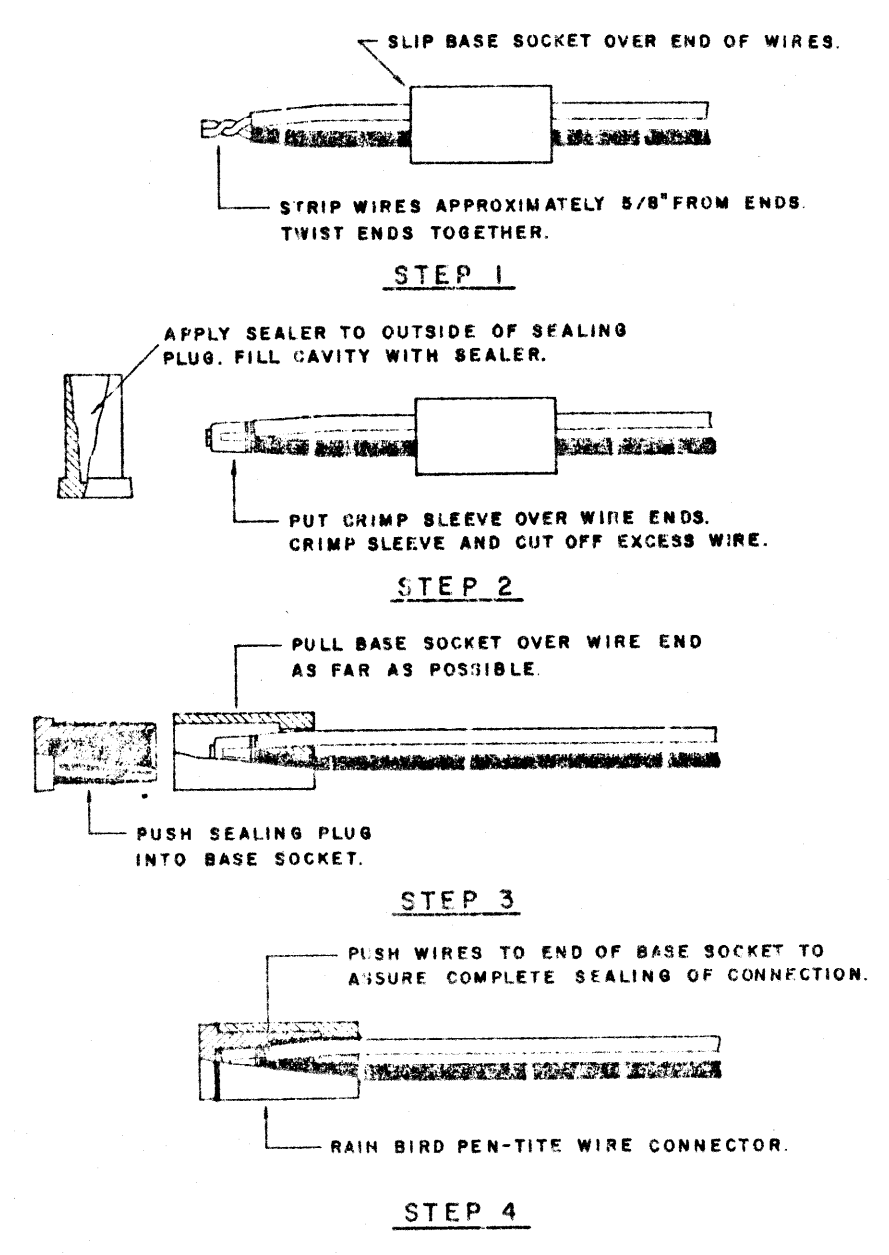 SLIP BASE SOCKET OVER END OF WIRES.
STRIP WIRES APPROXIMATELY 5/8" FROM ENDS.
TWIST ENDS TOGETHER.
STEP 1
APPLY SEALER TO OUTSIDE OF SEALING
PLUG. FILL CAVITY WITH SEALER.
PUT CRIMP SLEEVE OVER WIRE ENDS.
CRIMP SLEEVE AND CUT OFF EXCESS WIRE.
STEP 2
PULL BASE SOCKET OVER WIRE END
AS FAR AS POSSIBLE.
PUSH SEALING PLUG
INTO BASE SOCKET.
STEP 3
PUSH WIRES TO END OF BASE SOCKET TO
ASSURE COMPLETE SEALING OF CONNECTION.
RAIN BIRD PEN-TITE WIRE CONNECTOR.
STEP 4